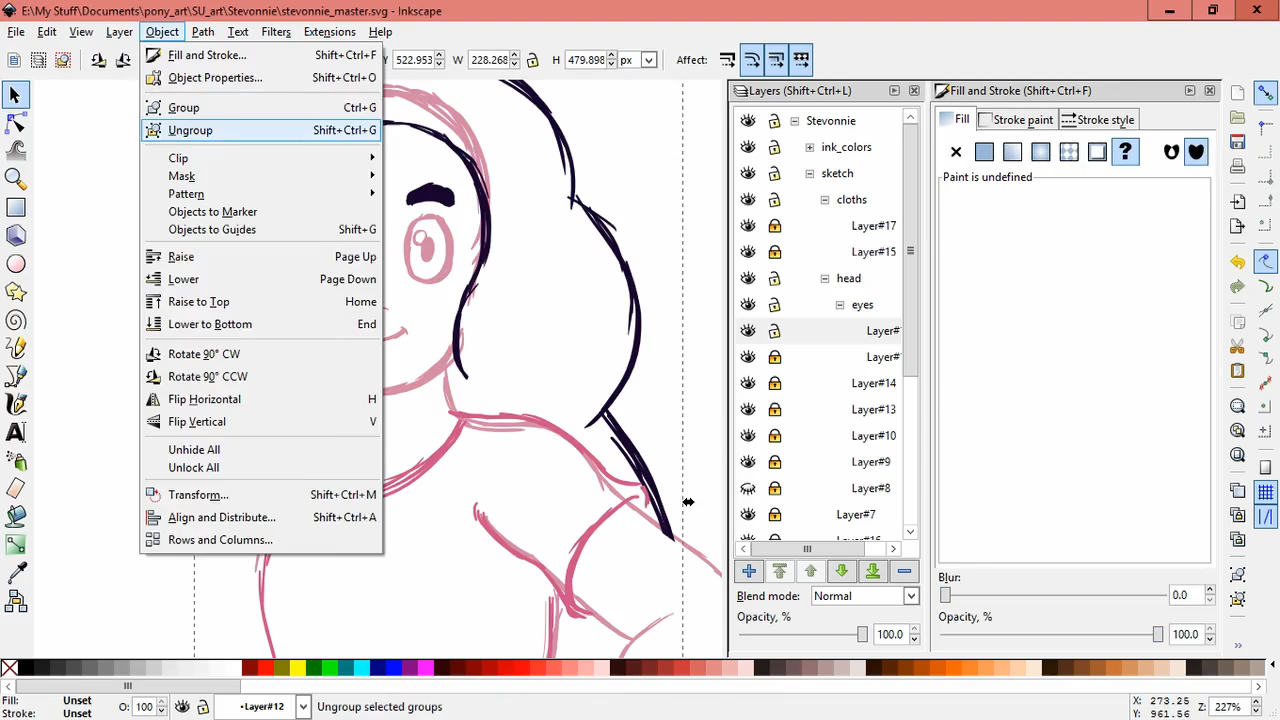 E:\My Stuff\Documents\pony_art\SU_art\Stevonnie\stevonnie_master.svg - Inkscape
File Edit View Layer Object Path Text Filters Extensions Help
522.953 W 228.268 H 479.898 px Affect:
Fill and Stroke... Shift+Ctrl+F
Object Properties... Shift+Ctrl+O
Group Ctrl+G
Ungroup Shift+Ctrl+G
Clip
Mask
Pattern
Objects to Marker
Objects to Guides Shift+G
Raise Page Up
Lower Page Down
Raise to Top Home
Lower to Bottom End
Rotate 90° CW
Rotate 90° CCW
Flip Horizontal H
Flip Vertical V
Unhide All
Unlock All
Transform... Shift+Ctrl+M
Align and Distribute... Shift+Ctrl+A
Rows and Columns...
Layers (Shift+Ctrl+L)
Stevonnie
ink_colors
sketch
cloths
Layer#17
Layer#15
head
eyes
Layer#
Layer#
Layer#14
Layer#13
Layer#10
Layer#9
Layer#8
Layer#7
Blend mode: Normal
Opacity, %
100.0
Fill and Stroke (Shift+Ctrl+F)
Fill Stroke paint Stroke style
?
Paint is undefined
Blur:
0.0
Opacity, %
100.0
Fill: Unset
Stroke: Unset
O: 100
•Layer#12
Ungroup selected groups
X: 273.25
Y: 961.56
Z: 227%